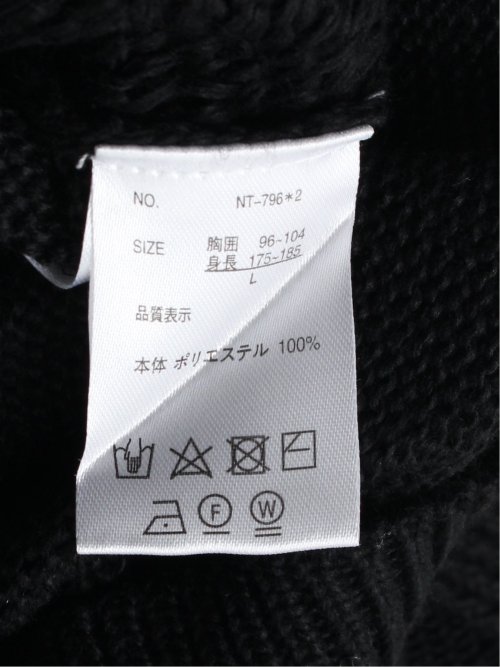 NO. NT-796*2
SIZE 胸囲 96~104
身長 175~185
L
品質表示
本体 ポリエステル 100%
F W